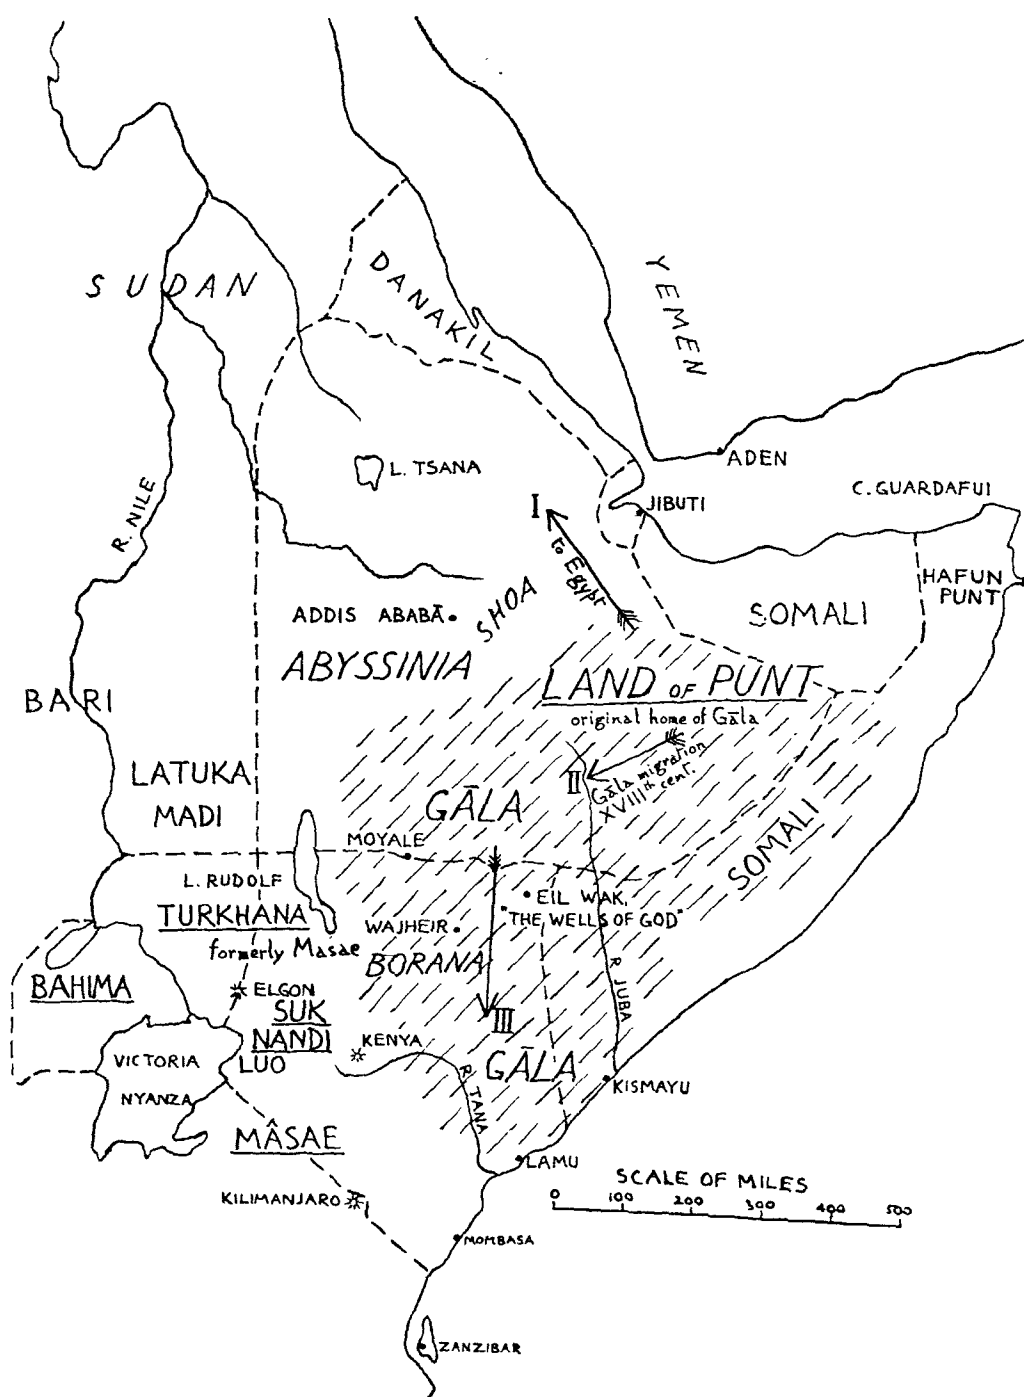 SUDAN
DANAKIL
YEMEN
L. TSANA
ADEN
R. NILE
I
to Egypt
JIBUTI
C. GUARDAFUI
HAFUN
PUNT
ADDIS ABABĀ
SHOA
SOMALI
ABYSSINIA
LAND OF PUNT
original home of Gāla
BARI
II
Gāla migration
XVIIIth cent.
LATUKA
MADI
GĀLA
SOMALI
MOYALE
L. RUDOLF
TURKHANA
formerly Masae
EIL WAK,
"THE WELLS OF GOD"
WAJHEIR
BORANA
R. JUBA
BAHIMA
ELGON
SUK
NANDI
LUO
III
KENYA
GĀLA
VICTORIA
NYANZA
R. TANA
KISMAYU
MÂSAE
LAMU
KILIMANJARO
SCALE OF MILES
0 100 200 300 400 500
MOMBASA
ZANZIBAR